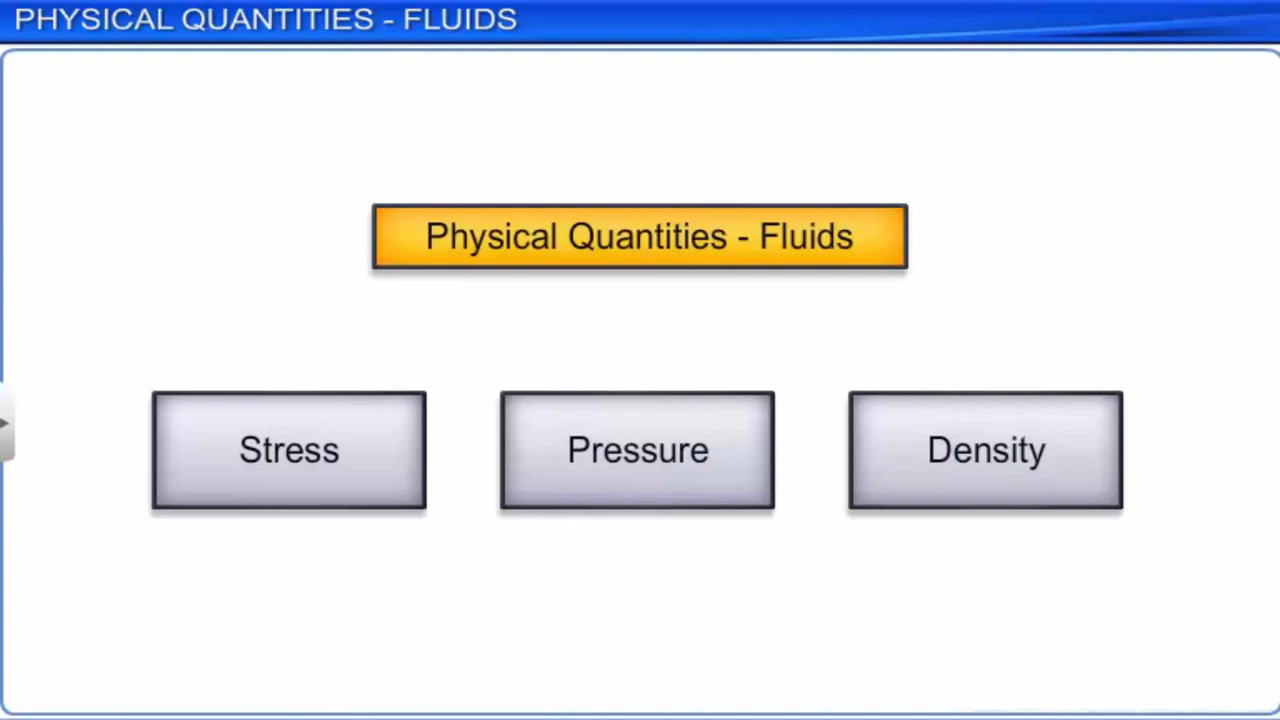 PHYSICAL QUANTITIES - FLUIDS
Physical Quantities - Fluids
Stress
Pressure
Density